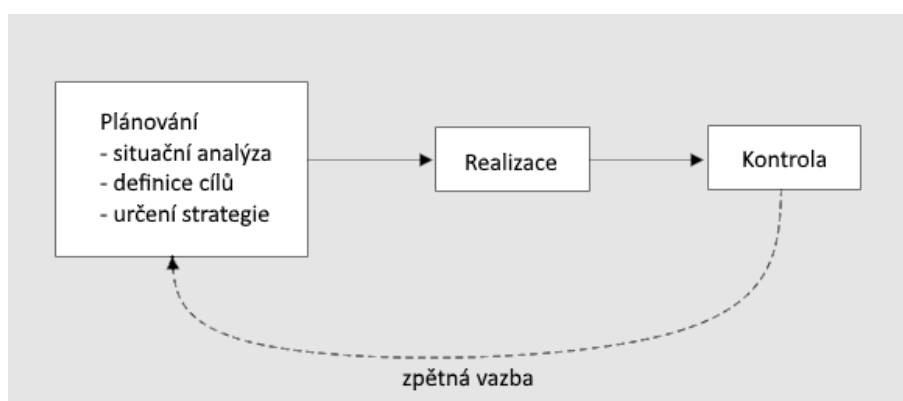 Plánování
- situační analýza
- definice cílů
- určení strategie
Realizace
Kontrola
zpětná vazba